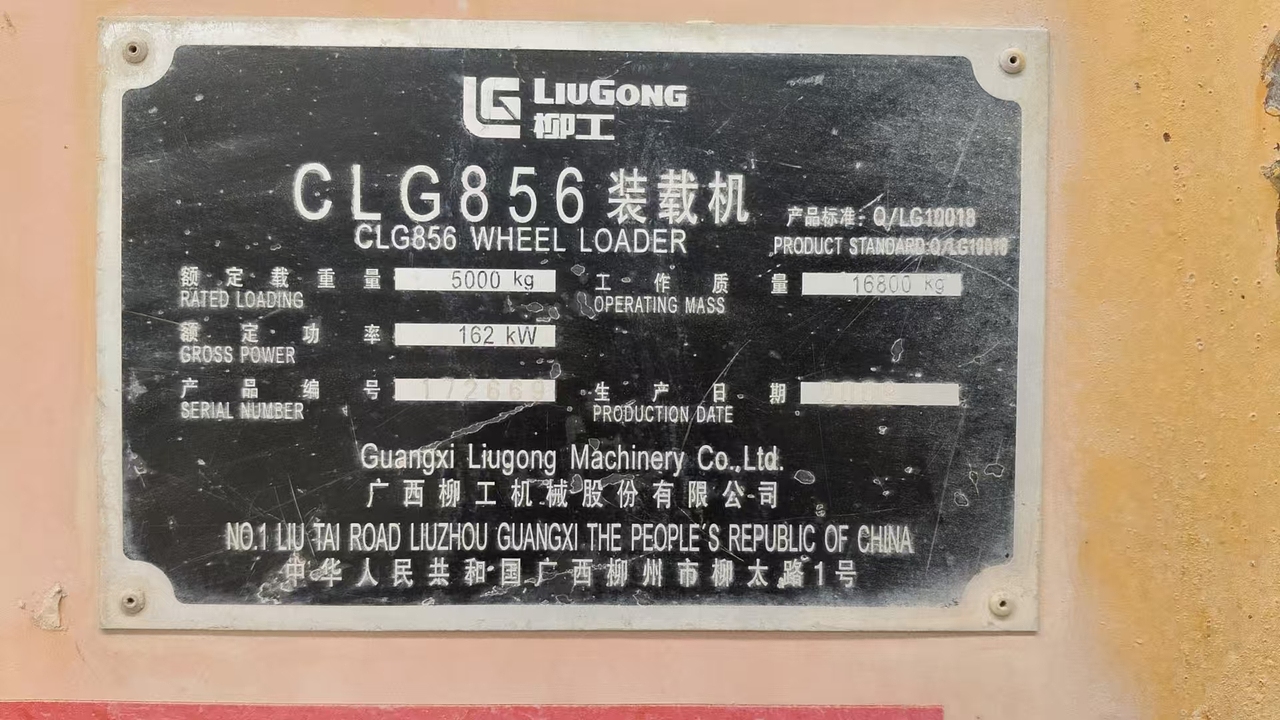 LG LIUGONG
柳工
CLG856 装载机
CLG856 WHEEL LOADER
产品标准：Q/LG10018
PRODUCT STANDARD:Q/LG10018
额定载重量 5000 kg 工作质量 16800 kg
RATED LOADING OPERATING MASS
额定功率 162 kW
GROSS POWER
产品编号 172669 生产日期
SERIAL NUMBER PRODUCTION DATE
Guangxi Liugong Machinery Co.,Ltd.
广西柳工机械股份有限公司
NO.1 LIU TAI ROAD LIUZHOU GUANGXI THE PEOPLE'S REPUBLIC OF CHINA
中华人民共和国广西柳州市柳太路1号